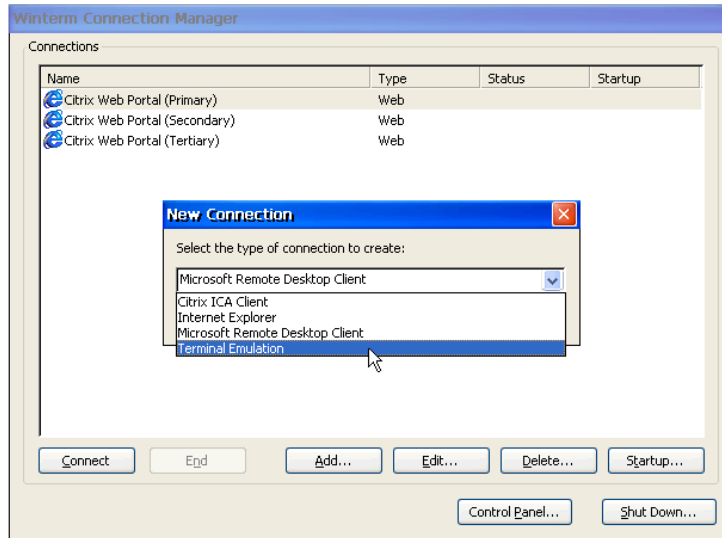 Winterm Connection Manager
Connections
Name Type Status Startup
Citrix Web Portal (Primary) Web
Citrix Web Portal (Secondary) Web
Citrix Web Portal (Tertiary) Web
New Connection
Select the type of connection to create:
Microsoft Remote Desktop Client
Citrix ICA Client
Internet Explorer
Microsoft Remote Desktop Client
Terminal Emulation
Connect End Add... Edit... Delete... Startup...
Control Panel... Shut Down...